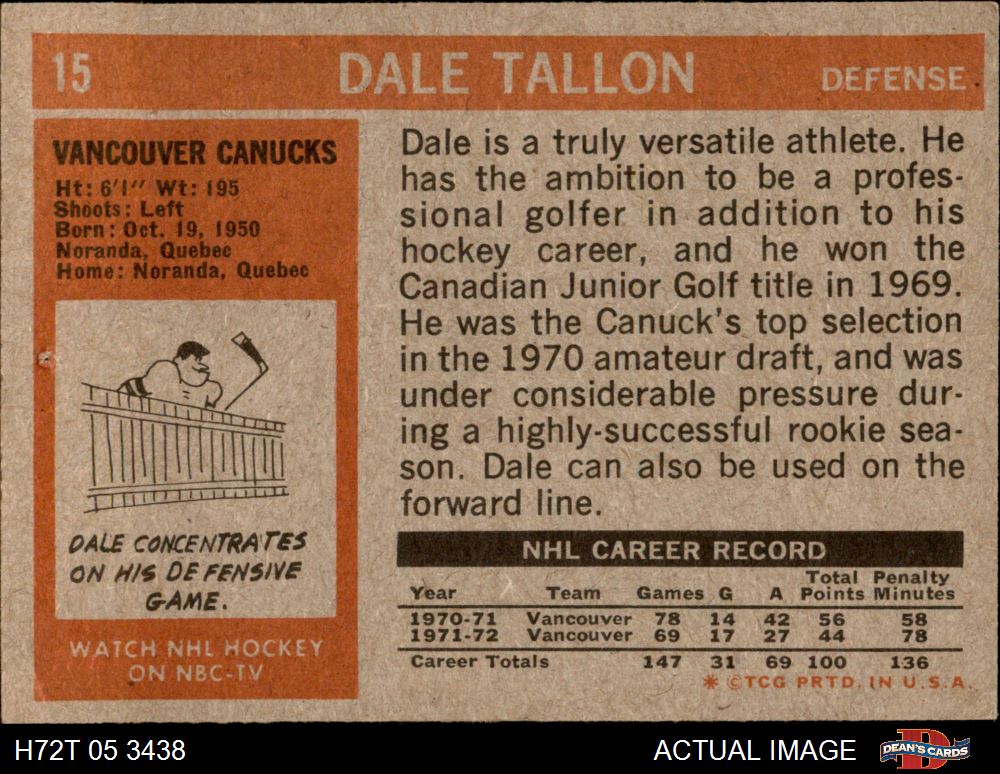 15 DALE TALLON DEFENSE
VANCOUVER CANUCKS
Ht: 6'1" Wt: 195
Shoots: Left
Born: Oct. 19, 1950
Noranda, Quebec
Home: Noranda, Quebec
DALE CONCENTRATES
ON HIS DEFENSIVE
GAME.
WATCH NHL HOCKEY
ON NBC-TV
Dale is a truly versatile athlete. He
has the ambition to be a profes-
sional golfer in addition to his
hockey career, and he won the
Canadian Junior Golf title in 1969.
He was the Canuck's top selection
in the 1970 amateur draft, and was
under considerable pressure dur-
ing a highly-successful rookie sea-
son. Dale can also be used on the
forward line.
NHL CAREER RECORD
Total Penalty
Year Team Games G A Points Minutes
1970-71 Vancouver 78 14 42 56 58
1971-72 Vancouver 69 17 27 44 78
Career Totals 147 31 69 100 136
* ©TCG PRTD. IN U.S.A.
H72T 05 3438 ACTUAL IMAGE DEAN'S CARDS